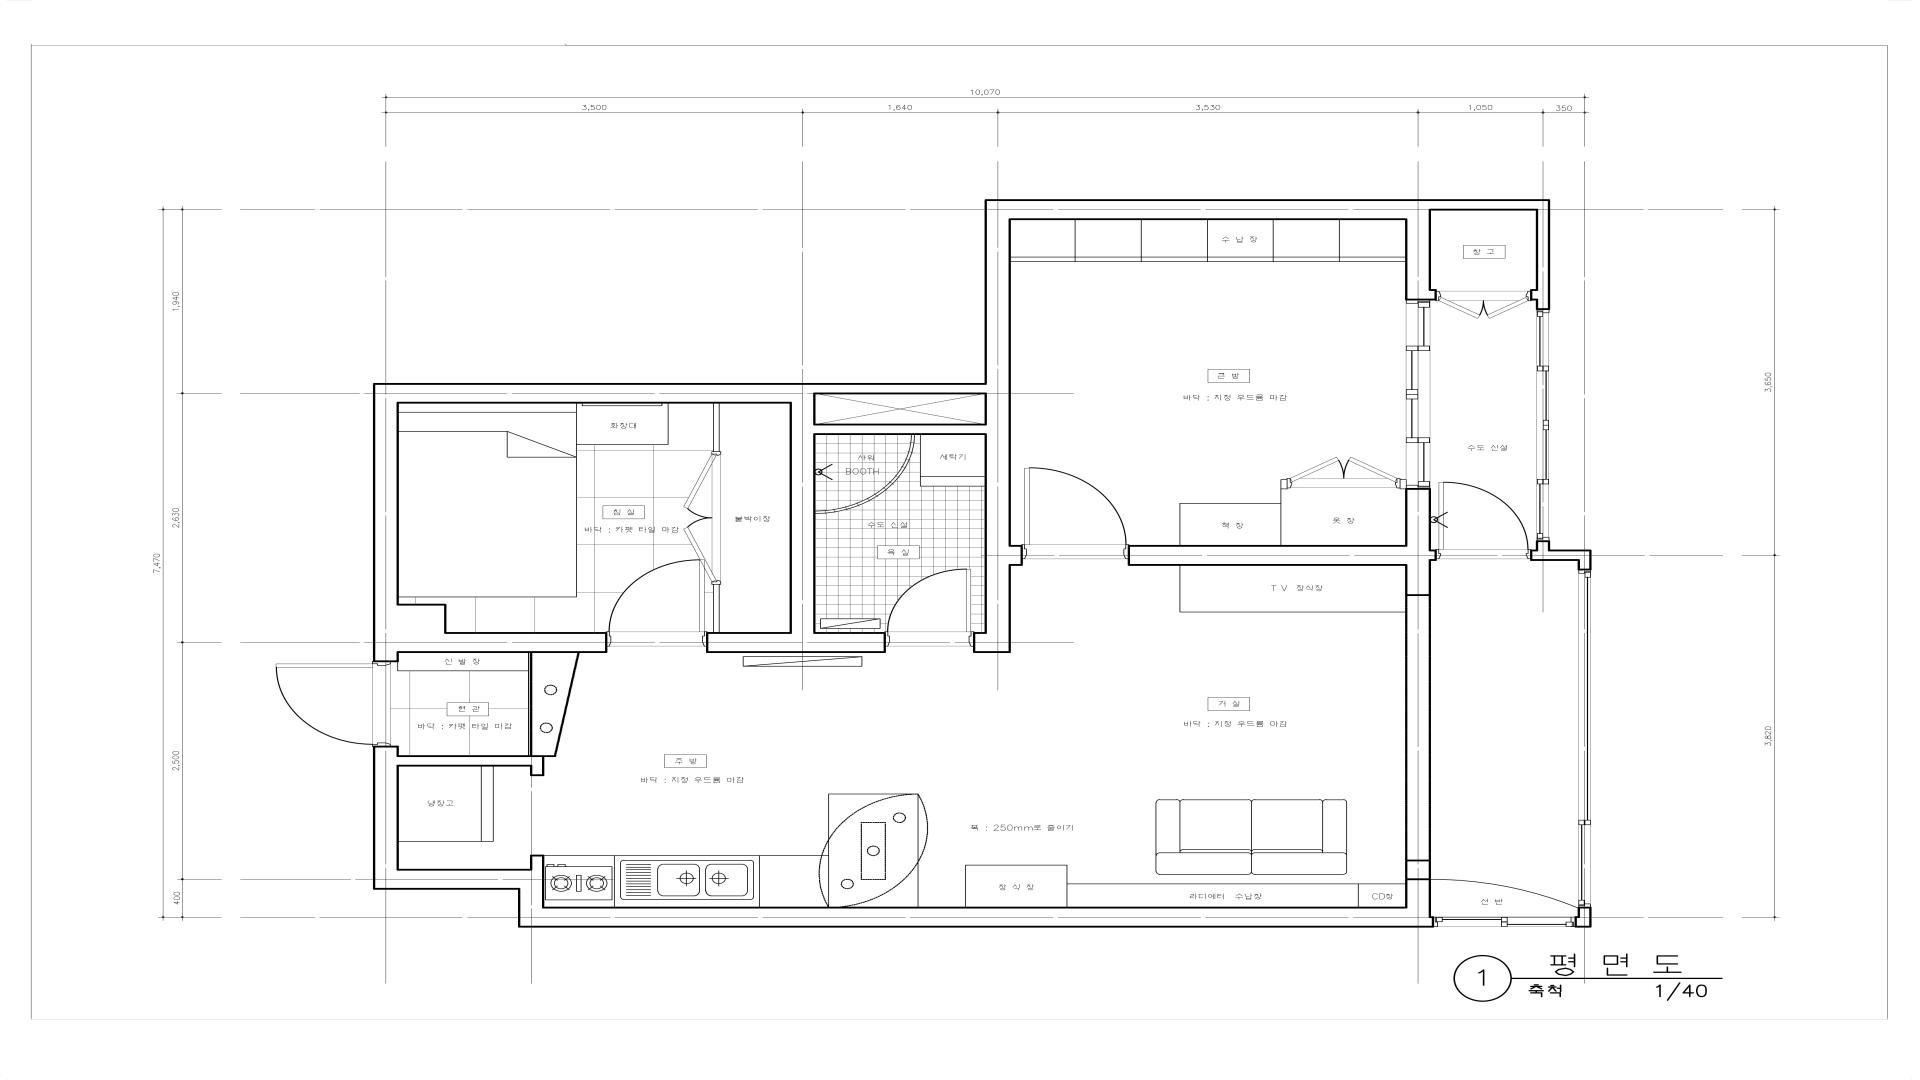 10,070
3,500
1,640
3,530
1,050
350
수 납 장
창 고
1,940
3,650
큰 방
바닥 : 지정 우드륨 마감
화장대
수도 신설
샤워
BOOTH
세탁기
침 실
바닥 : 카펫 타일 마감
붙박이장
2,630
수도 신설
책 장
옷 장
욕 실
7,470
TV 장식장
신 발 장
현 관
바닥 : 카펫 타일 마감
거 실
바닥 : 지정 우드륨 마감
2,500
3,820
주 방
바닥 : 지정 우드륨 마감
냉장고
폭 : 250mm로 줄이기
장 식 장
라디에터 수납장
CD장
400
선 반
1
평 면 도
축척
1/40